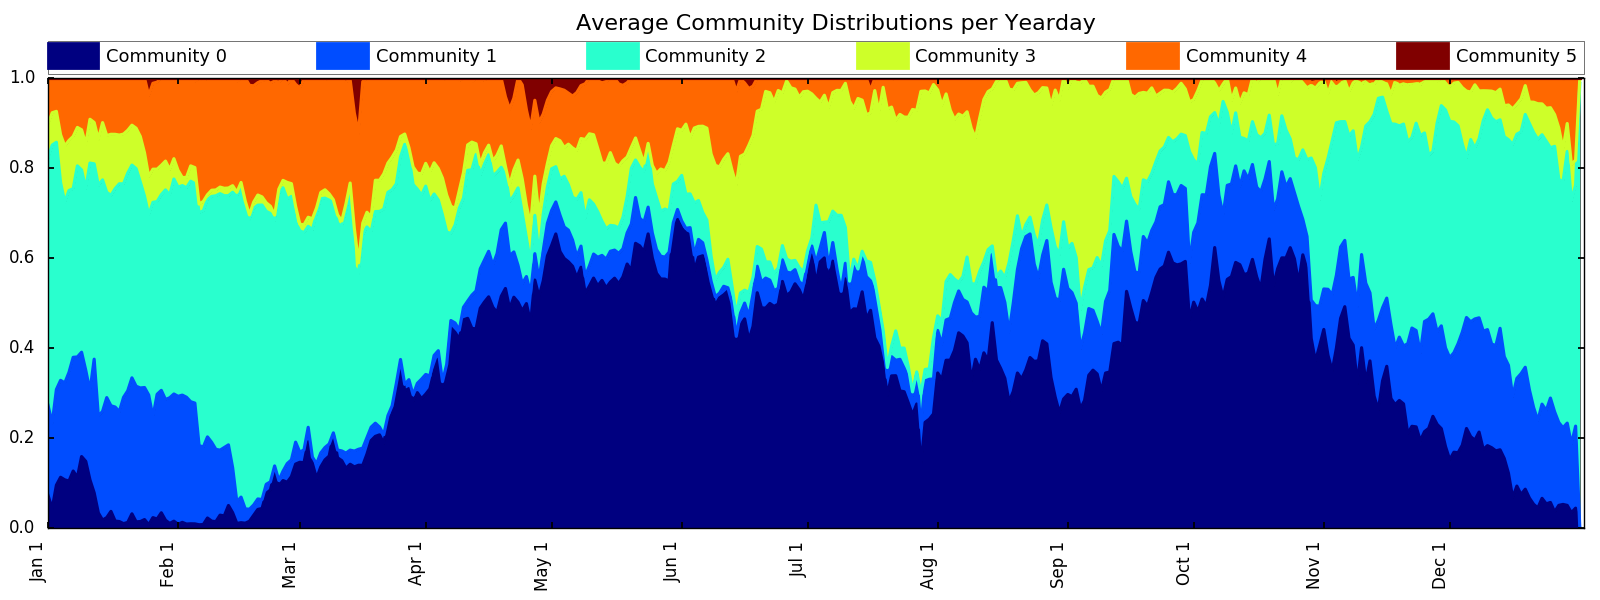 Average Community Distributions per Yearday
Community 0 Community 1 Community 2 Community 3 Community 4 Community 5
1.0
0.8
0.6
0.4
0.2
0.0
Jan 1 Feb 1 Mar 1 Apr 1 May 1 Jun 1 Jul 1 Aug 1 Sep 1 Oct 1 Nov 1 Dec 1